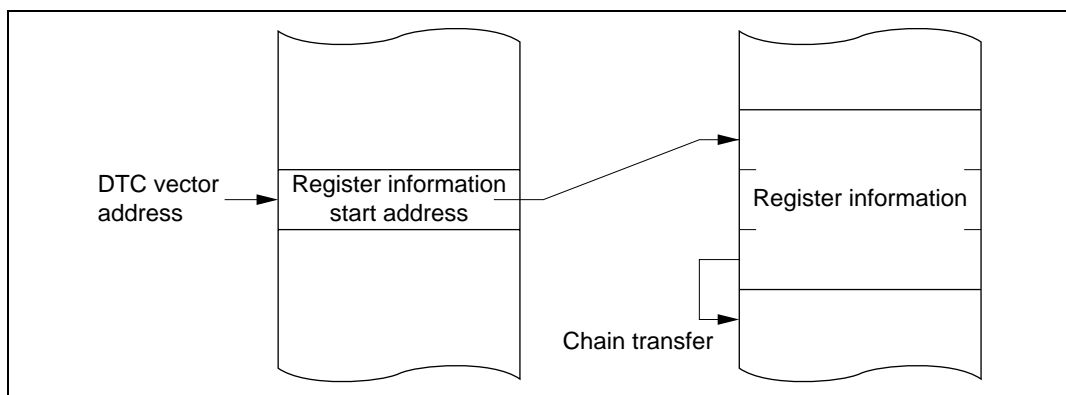 DTC vector
address
Register information
start address
Register information
Chain transfer